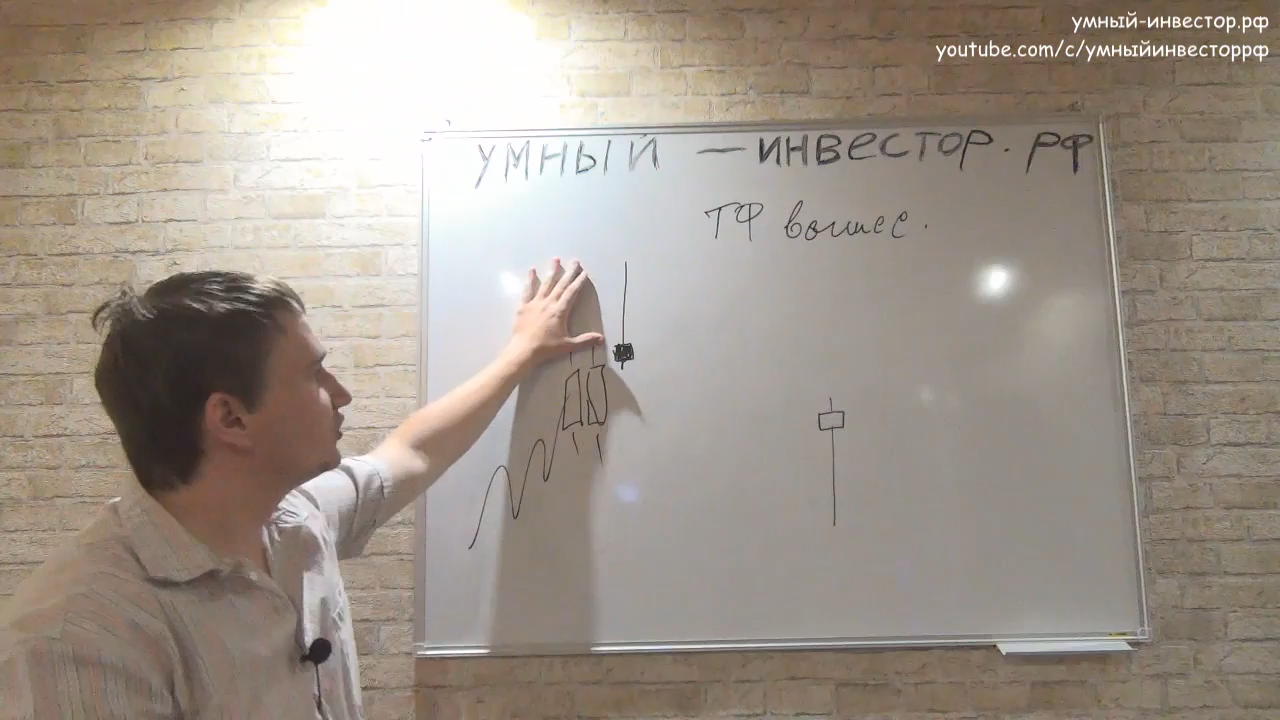 умный-инвестор.рф
youtube.com/c/умныйинвесторрф
УМНЫЙ – ИНВЕСТОР.РФ
ТФ выше.